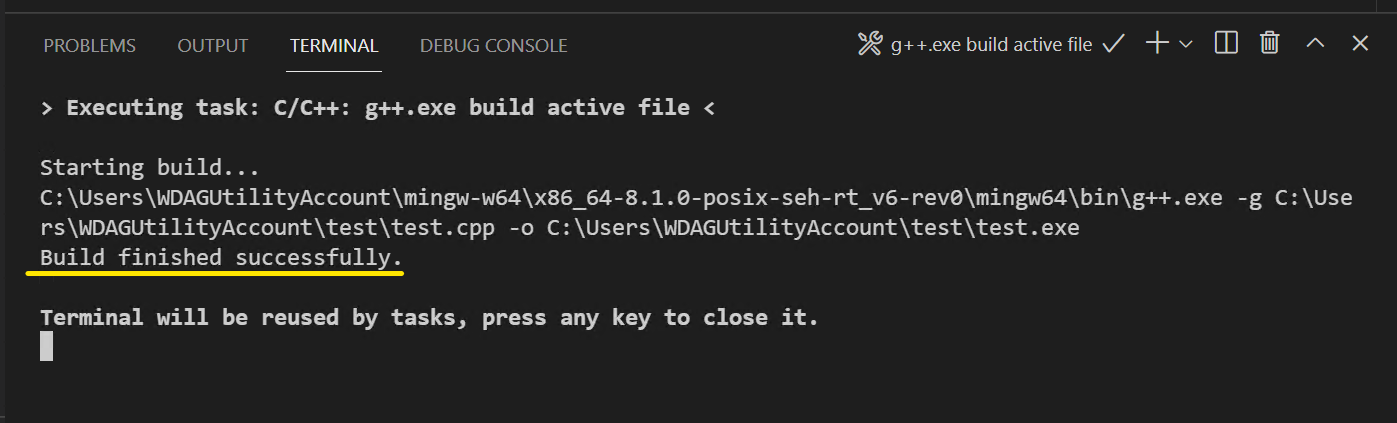 PROBLEMS OUTPUT TERMINAL DEBUG CONSOLE g++.exe build active file
> Executing task: C/C++: g++.exe build active file <
Starting build...
C:\Users\WDAGUtilityAccount\mingw-w64\x86_64-8.1.0-posix-seh-rt_v6-rev0\mingw64\bin\g++.exe -g C:\Use
rs\WDAGUtilityAccount\test\test.cpp -o C:\Users\WDAGUtilityAccount\test\test.exe
Build finished successfully.
Terminal will be reused by tasks, press any key to close it.